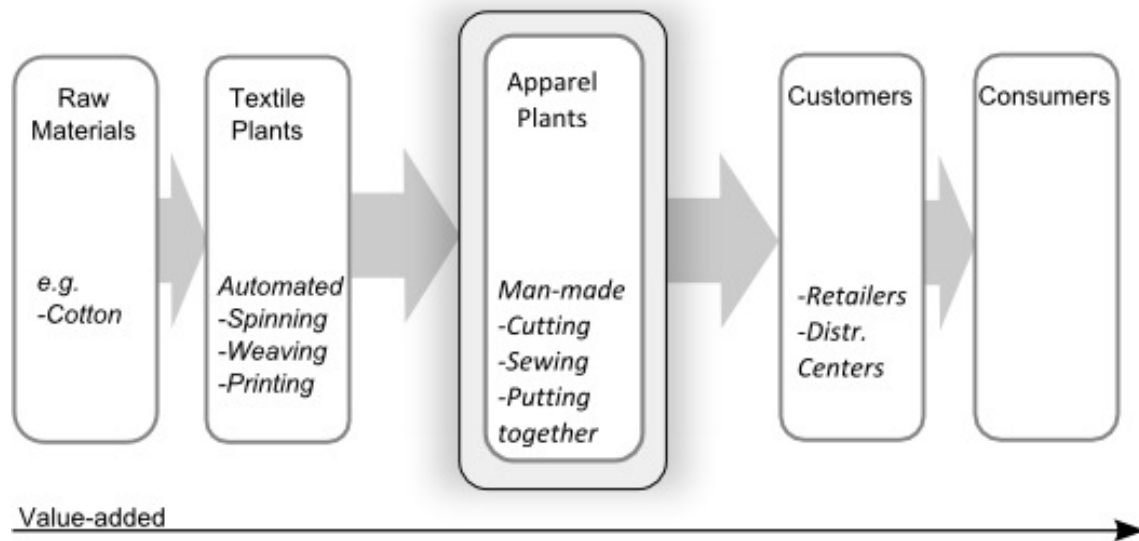 Raw
Materials
e.g.
-Cotton
Textile
Plants
Automated
-Spinning
-Weaving
-Printing
Apparel
Plants
Man-made
-Cutting
-Sewing
-Putting
together
Customers
-Retailers
-Distr.
Centers
Consumers
Value-added